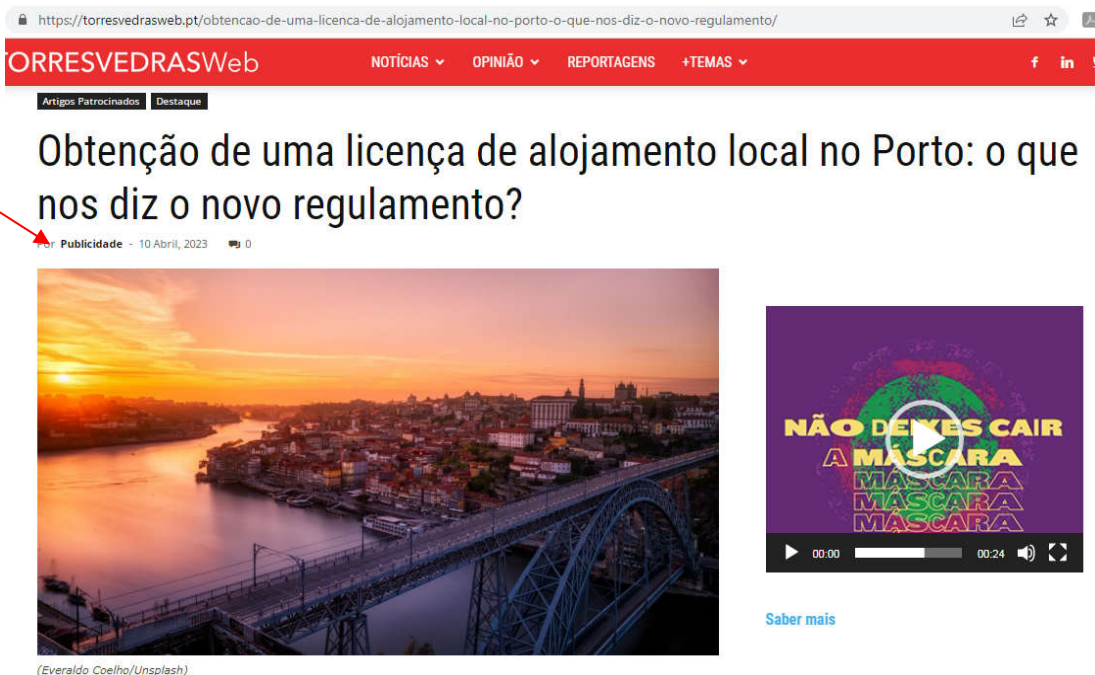 https://torresvedrasweb.pt/obtencao-de-uma-licenca-de-alojamento-local-no-porto-o-que-nos-diz-o-novo-regulamento/
TORRESVEDRASWeb NOTÍCIAS OPINIÃO REPORTAGENS +TEMAS f in
Artigos Patrocinados Destaque
Obtenção de uma licença de alojamento local no Porto: o que
nos diz o novo regulamento?
Por Publicidade - 10 Abril, 2023 0
NÃO DEIXES CAIR
A MÁSCARA
MÁSCARA
MÁSCARA
MÁSCARA
00:00 00:24
Saber mais
(Everaldo Coelho/Unsplash)